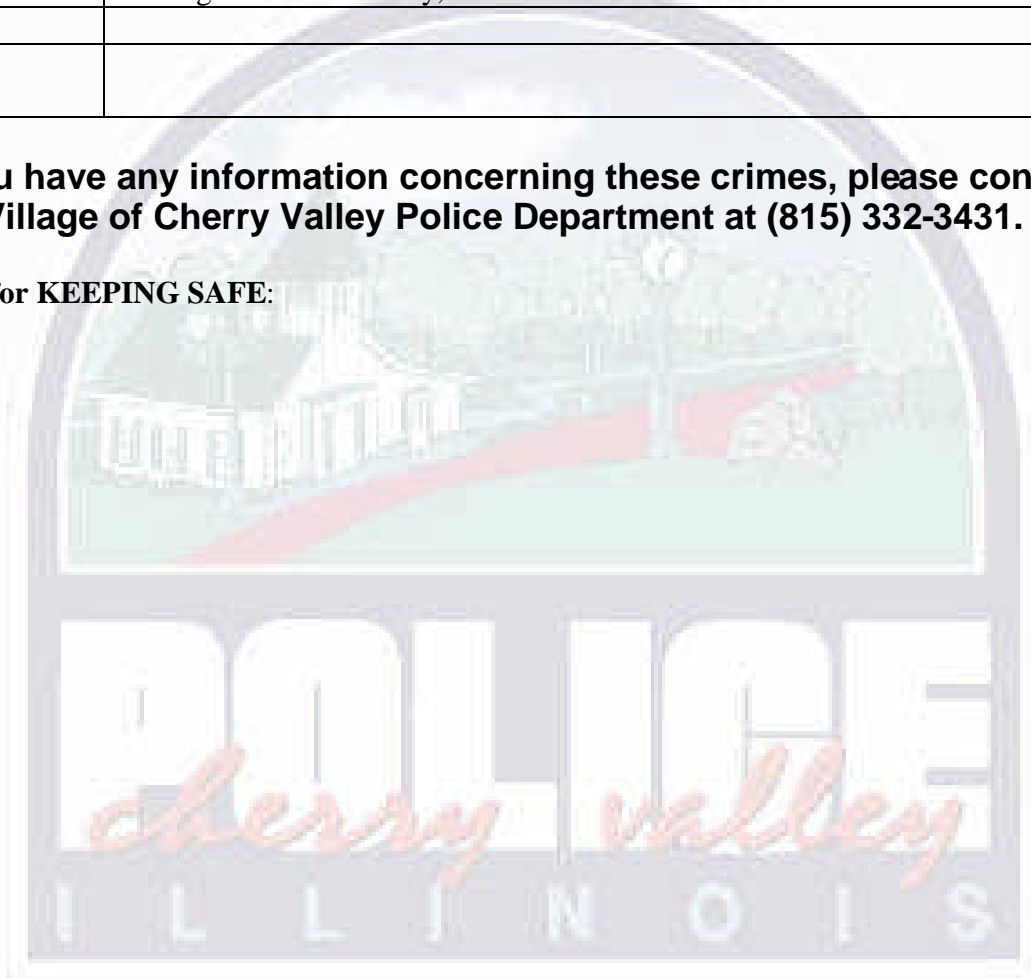 u have any information concerning these crimes, please con
Village of Cherry Valley Police Department at (815) 332-3431.
for KEEPING SAFE:
POLICE
cherry valley
ILLINOIS